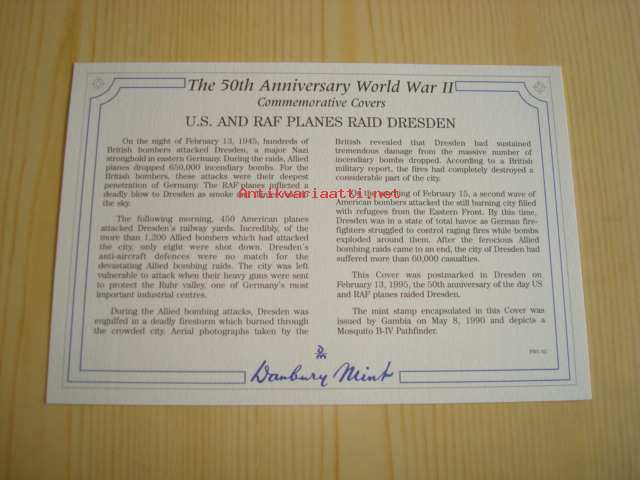 The 50th Anniversary World War II
Commemorative Covers
U.S. AND RAF PLANES RAID DRESDEN
On the night of February 13, 1945, hundreds of
British bombers attacked Dresden, a major Nazi
stronghold in eastern Germany. During the raids, Allied
planes dropped 650,000 incendiary bombs. For the
British bombers, these attacks were their deepest
penetration of Germany. The RAF planes inflicted a
deadly blow to Dresden as smoke and flames
the sky.
The following morning, 450 American planes
attacked Dresden's railway yards. Incredibly, of the
more than 1,200 Allied bombers which had attacked
the city, only eight were shot down. Dresden's
anti-aircraft defences were no match for the
devastating Allied bombing raids. The city was left
vulnerable to attack when their heavy guns were sent
to protect the Ruhr valley, one of Germany's most
important industrial centres.
During the Allied bombing attacks, Dresden was
engulfed in a deadly firestorm which burned through
the crowded city. Aerial photographs taken by the
British revealed that Dresden had sustained
tremendous damage from the massive number of
incendiary bombs dropped. According to a British
military report, the fires had completely destroyed a
considerable part of the city.
On the morning of February 15, a second wave of
American bombers attacked the still burning city filled
with refugees from the Eastern Front. By this time,
Dresden was in a state of total havoc as German fire-
fighters struggled to control raging fires while bombs
exploded around them. After the ferocious Allied
bombing raids came to an end, the city of Dresden had
suffered more than 60,000 casualties.
This Cover was postmarked in Dresden on
February 13, 1995, the 50th anniversary of the day US
and RAF planes raided Dresden.
The mint stamp encapsulated in this Cover was
issued by Gambia on May 8, 1990 and depicts a
Mosquito B-IV Pathfinder.
Danbury Mint
antikvariaatti.net